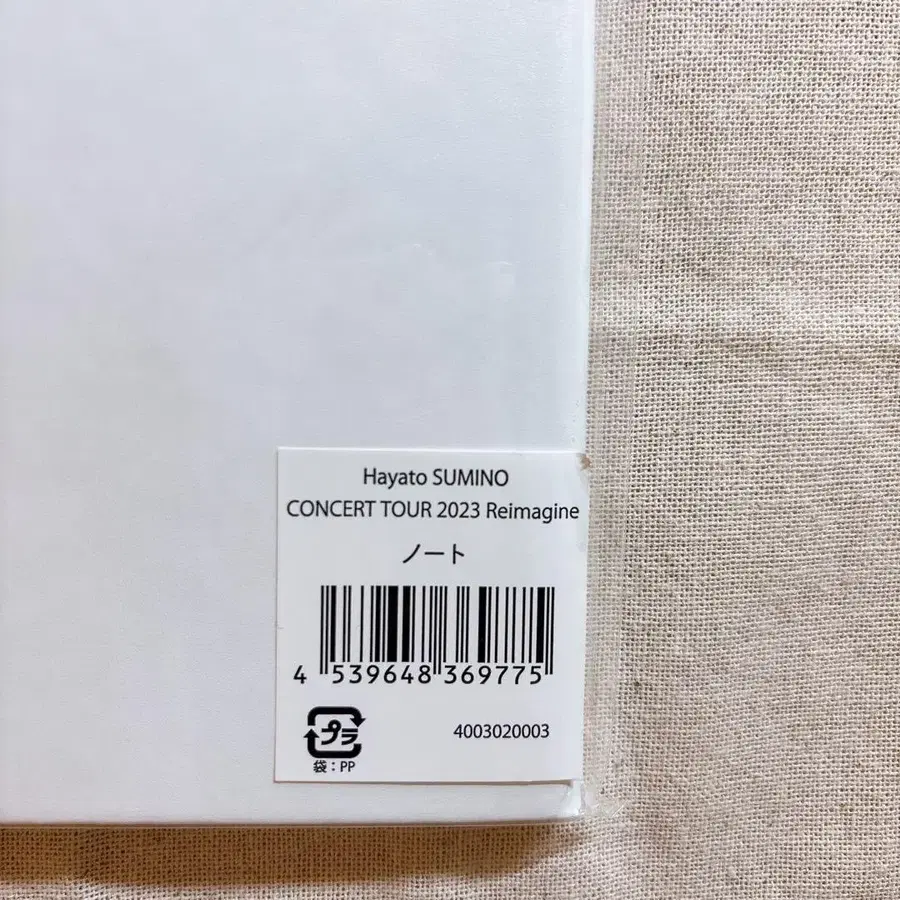 Hayato SUMINO
CONCERT TOUR 2023 Reimagine
ノート
4 539648 369775
プラ
4003020003
袋：PP